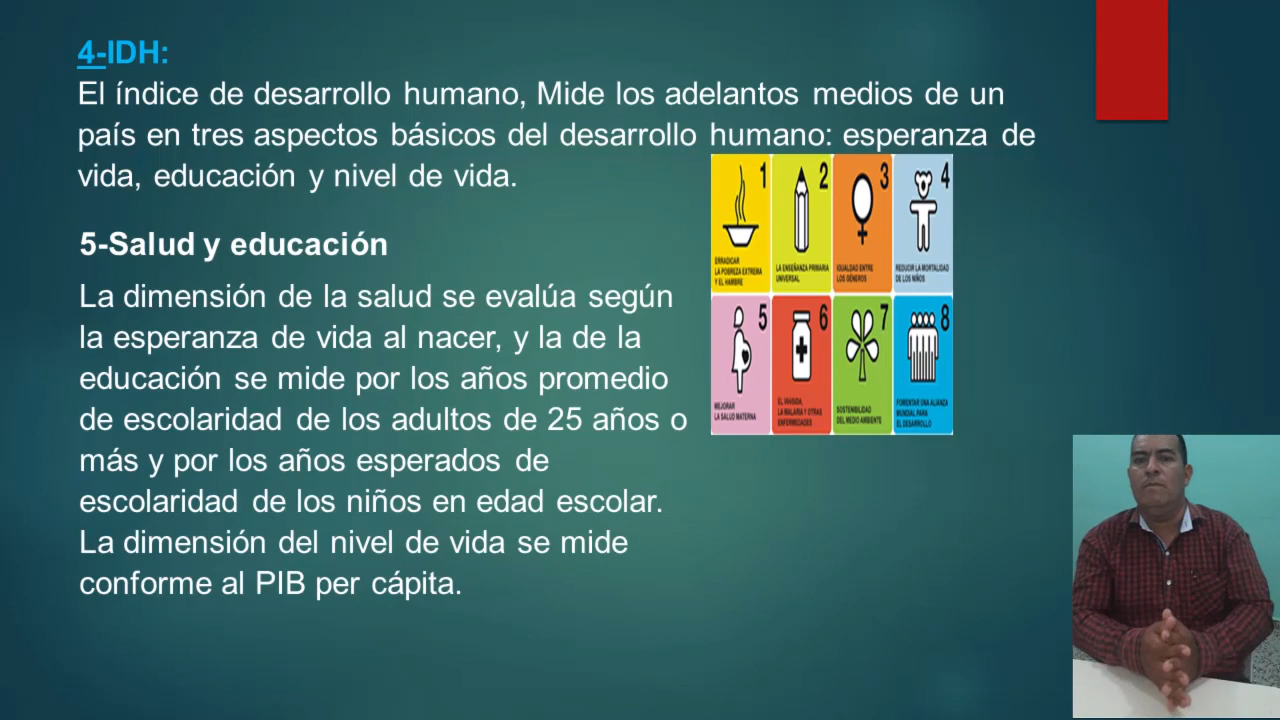 4-IDH:
El índice de desarrollo humano, Mide los adelantos medios de un
país en tres aspectos básicos del desarrollo humano: esperanza de
vida, educación y nivel de vida.
5-Salud y educación
La dimensión de la salud se evalúa según
la esperanza de vida al nacer, y la de la
educación se mide por los años promedio
de escolaridad de los adultos de 25 años o
más y por los años esperados de
escolaridad de los niños en edad escolar.
La dimensión del nivel de vida se mide
conforme al PIB per cápita.
1
ERRADICAR
LA POBREZA EXTREMA
Y EL HAMBRE
2
LA ENSEÑANZA PRIMARIA
UNIVERSAL
3
IGUALDAD ENTRE
LOS GÉNEROS
4
REDUCIR LA MORTALIDAD
DE LOS NIÑOS
5
MEJORAR
LA SALUD MATERNA
6
EL VIH/SIDA,
LA MALARIA Y OTRAS
ENFERMEDADES
7
SOSTENIBILIDAD
DEL MEDIO AMBIENTE
8
FOMENTAR UNA ALIANZA
MUNDIAL PARA
EL DESARROLLO